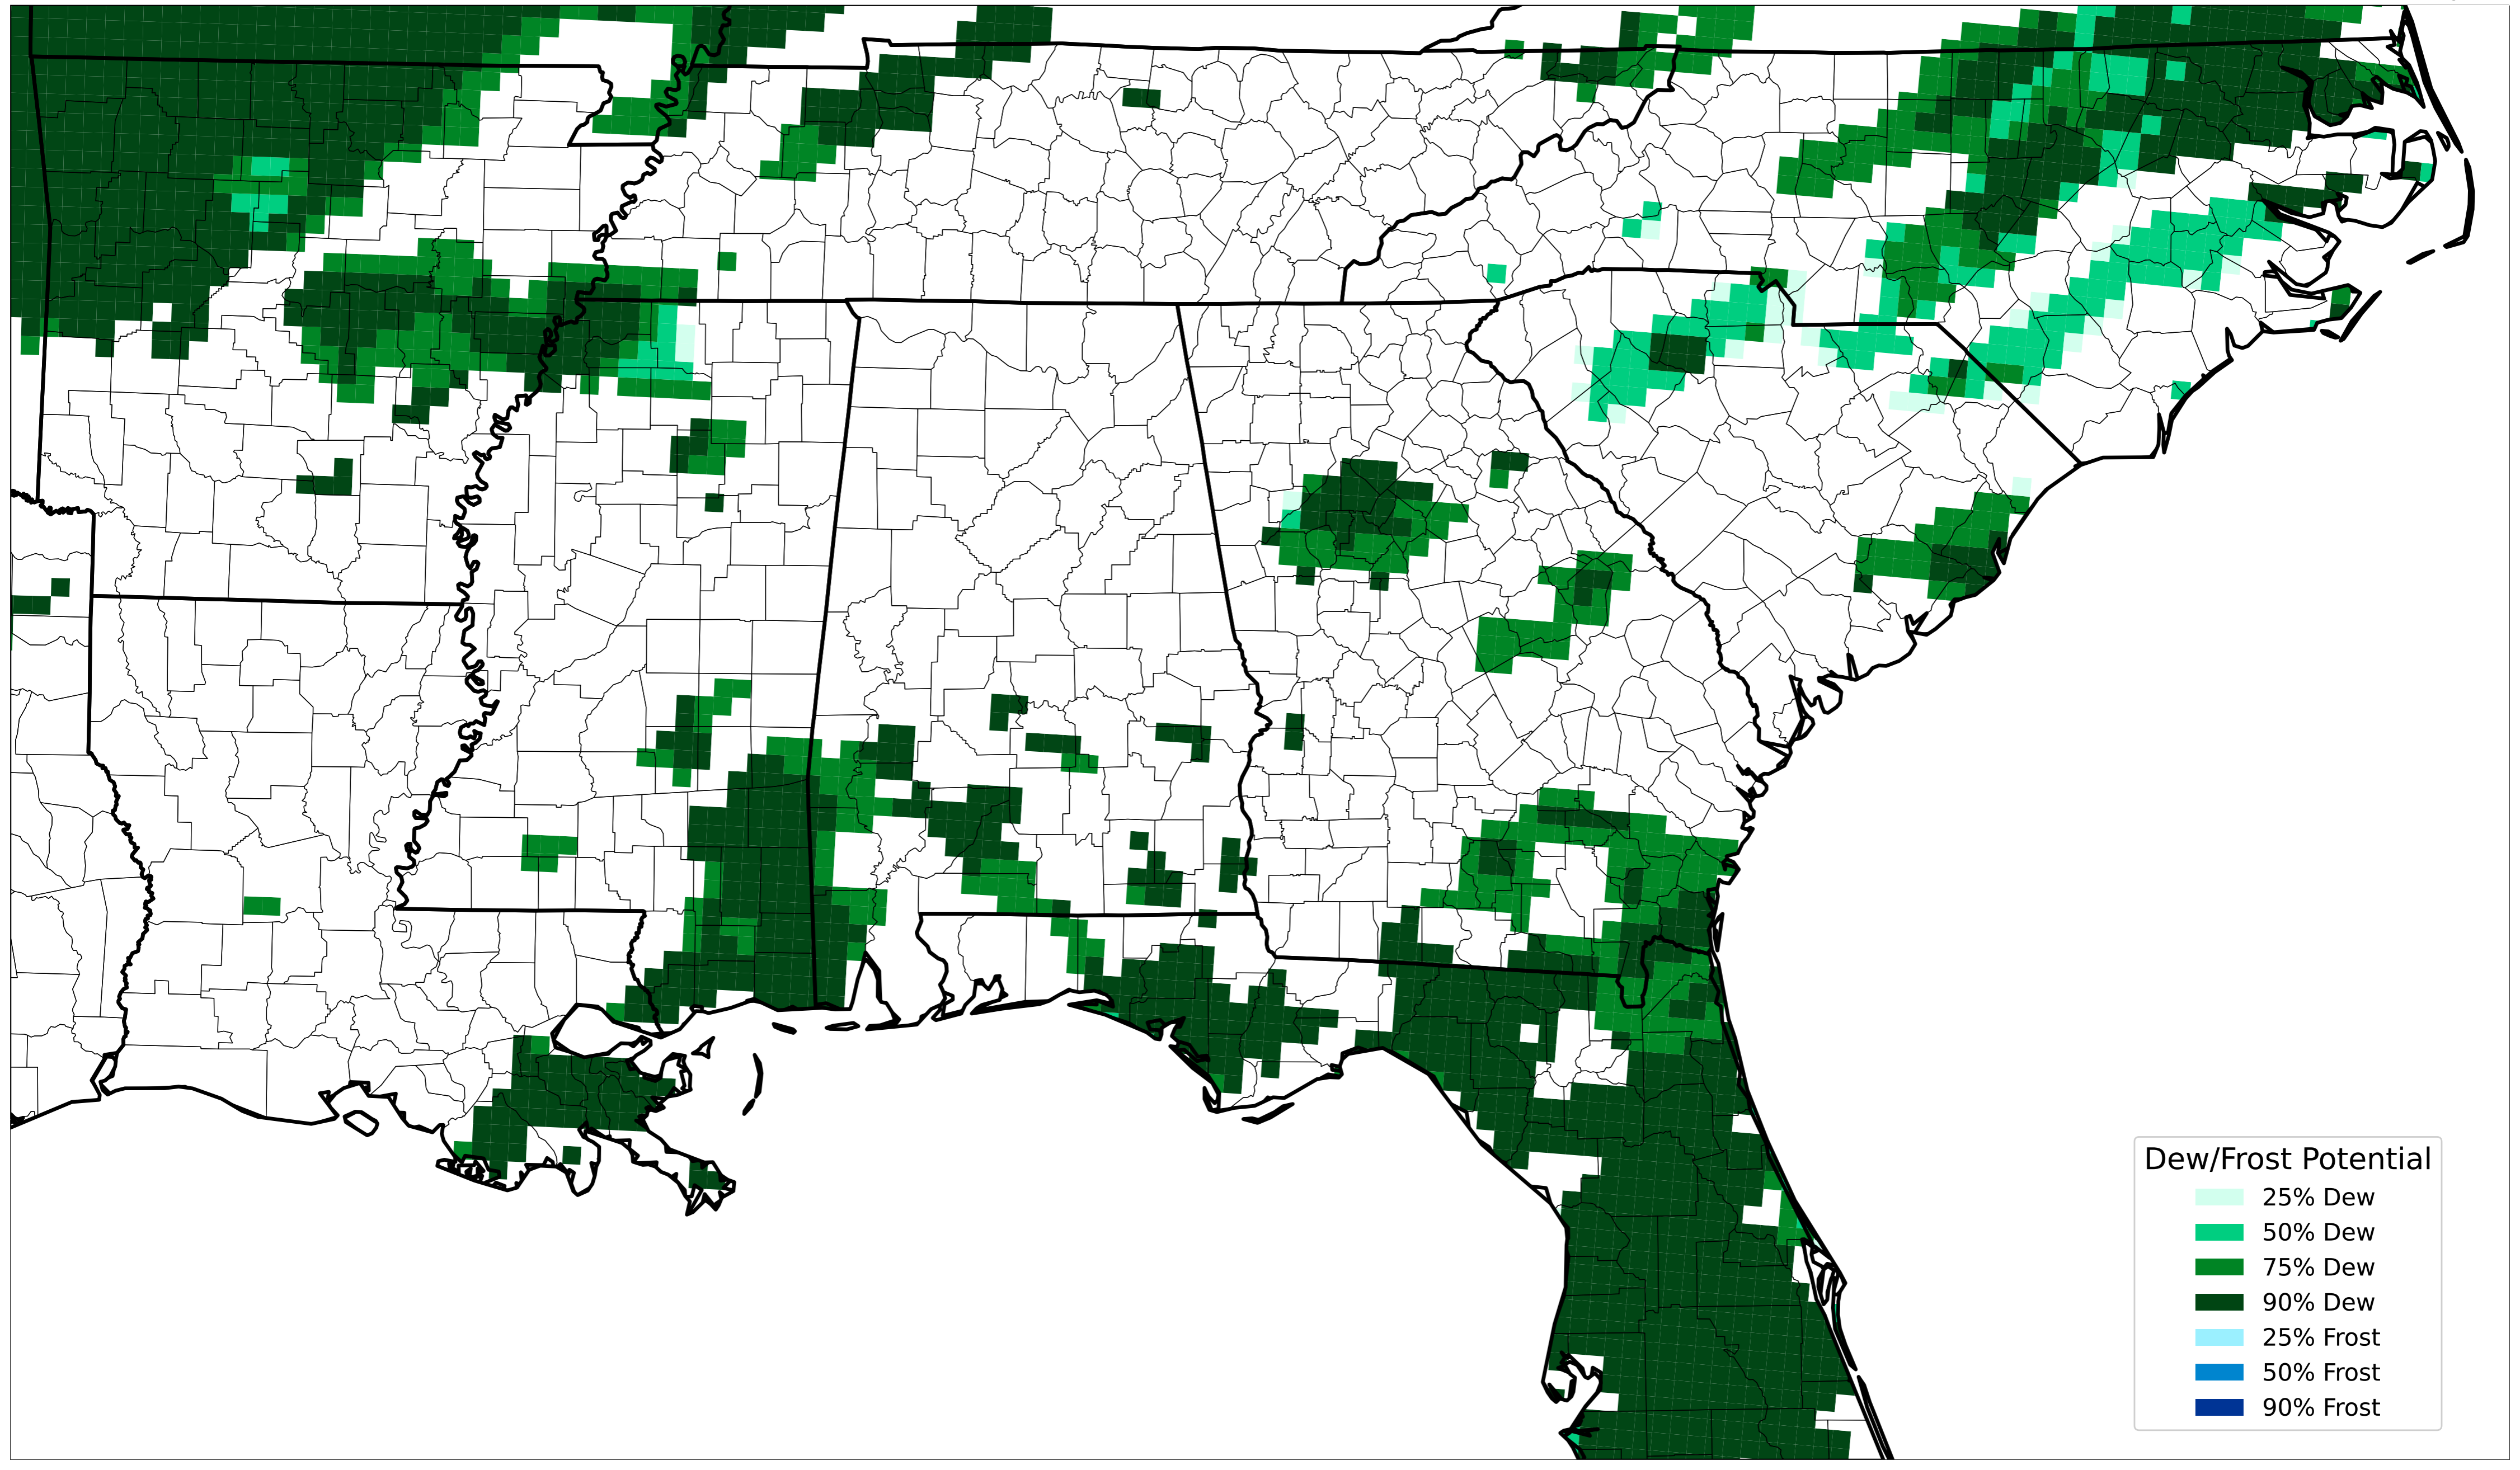 Dew/Frost Potential
25% Dew
50% Dew
75% Dew
90% Dew
25% Frost
50% Frost
90% Frost